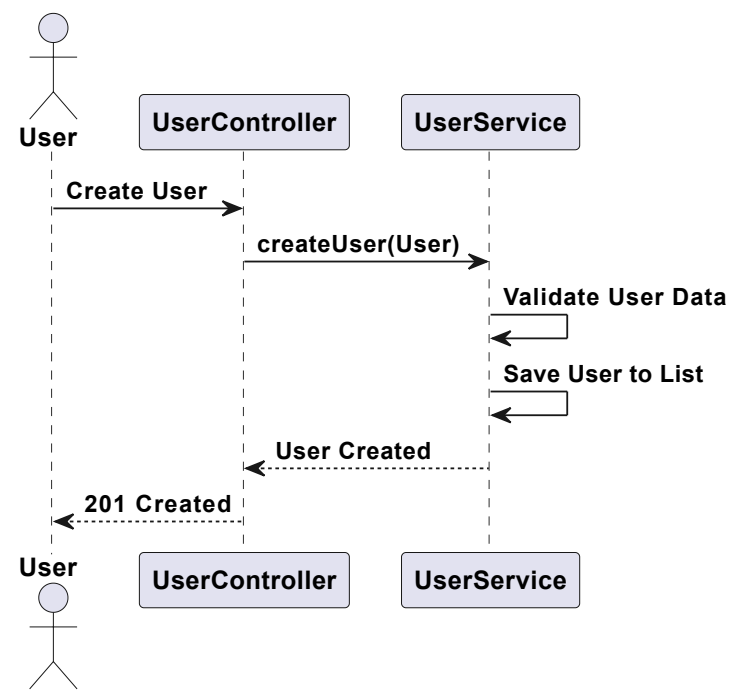 User
UserController
UserService
Create User
createUser(User)
Validate User Data
Save User to List
User Created
201 Created
User
UserController
UserService